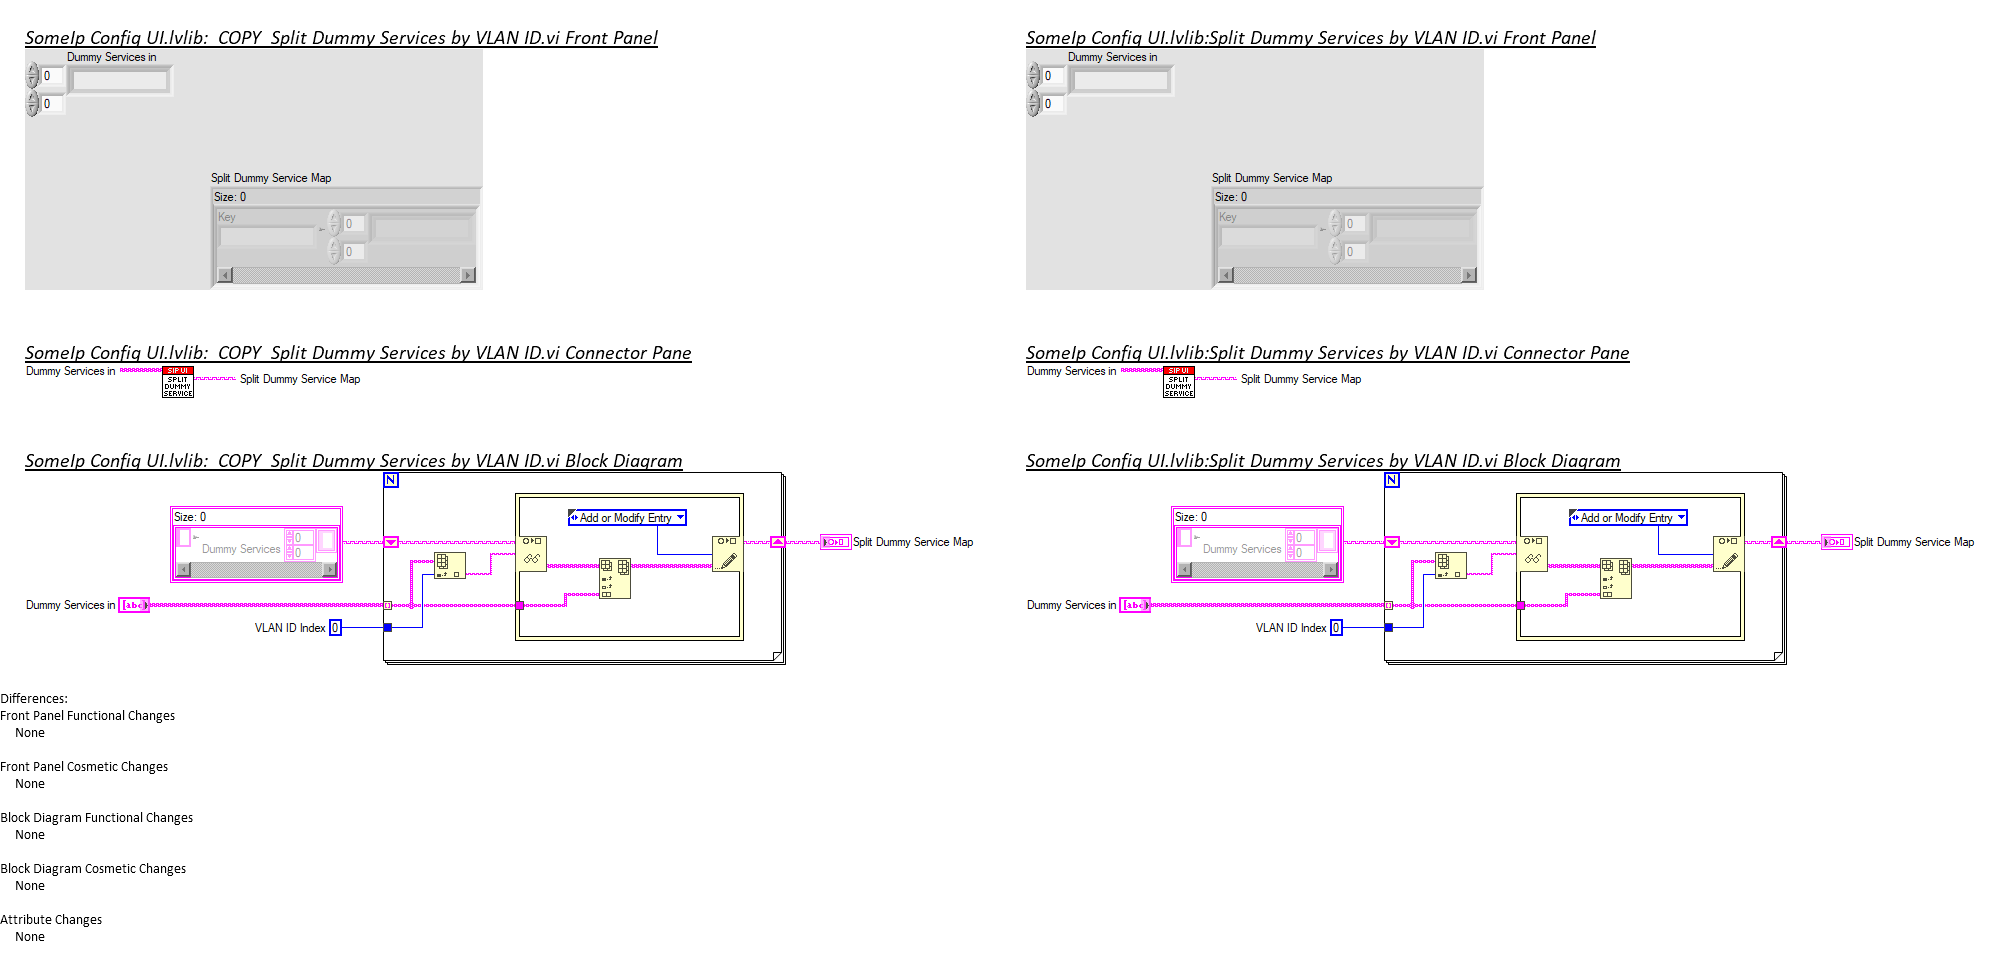 SomeIp Config UI.lvlib:_COPY_Split Dummy Services by VLAN ID.vi Front Panel
Dummy Services in
0
0
Split Dummy Service Map
Size: 0
Key
0
0
SomeIp Config UI.lvlib:_COPY_Split Dummy Services by VLAN ID.vi Connector Pane
Dummy Services in
SIP UI
SPLIT
DUMMY
SERVICE
Split Dummy Service Map
SomeIp Config UI.lvlib:_COPY_Split Dummy Services by VLAN ID.vi Block Diagram
N
Size: 0
Add or Modify Entry
0
Dummy Services
0
Split Dummy Service Map
Dummy Services in
[abc]
VLAN ID Index
0
SomeIp Config UI.lvlib:Split Dummy Services by VLAN ID.vi Front Panel
Dummy Services in
0
0
Split Dummy Service Map
Size: 0
Key
0
0
SomeIp Config UI.lvlib:Split Dummy Services by VLAN ID.vi Connector Pane
Dummy Services in
SIP UI
SPLIT
DUMMY
SERVICE
Split Dummy Service Map
SomeIp Config UI.lvlib:Split Dummy Services by VLAN ID.vi Block Diagram
N
Size: 0
Add or Modify Entry
0
Dummy Services
0
Split Dummy Service Map
Dummy Services in
[abc]
VLAN ID Index
0
Differences:
Front Panel Functional Changes
None
Front Panel Cosmetic Changes
None
Block Diagram Functional Changes
None
Block Diagram Cosmetic Changes
None
Attribute Changes
None